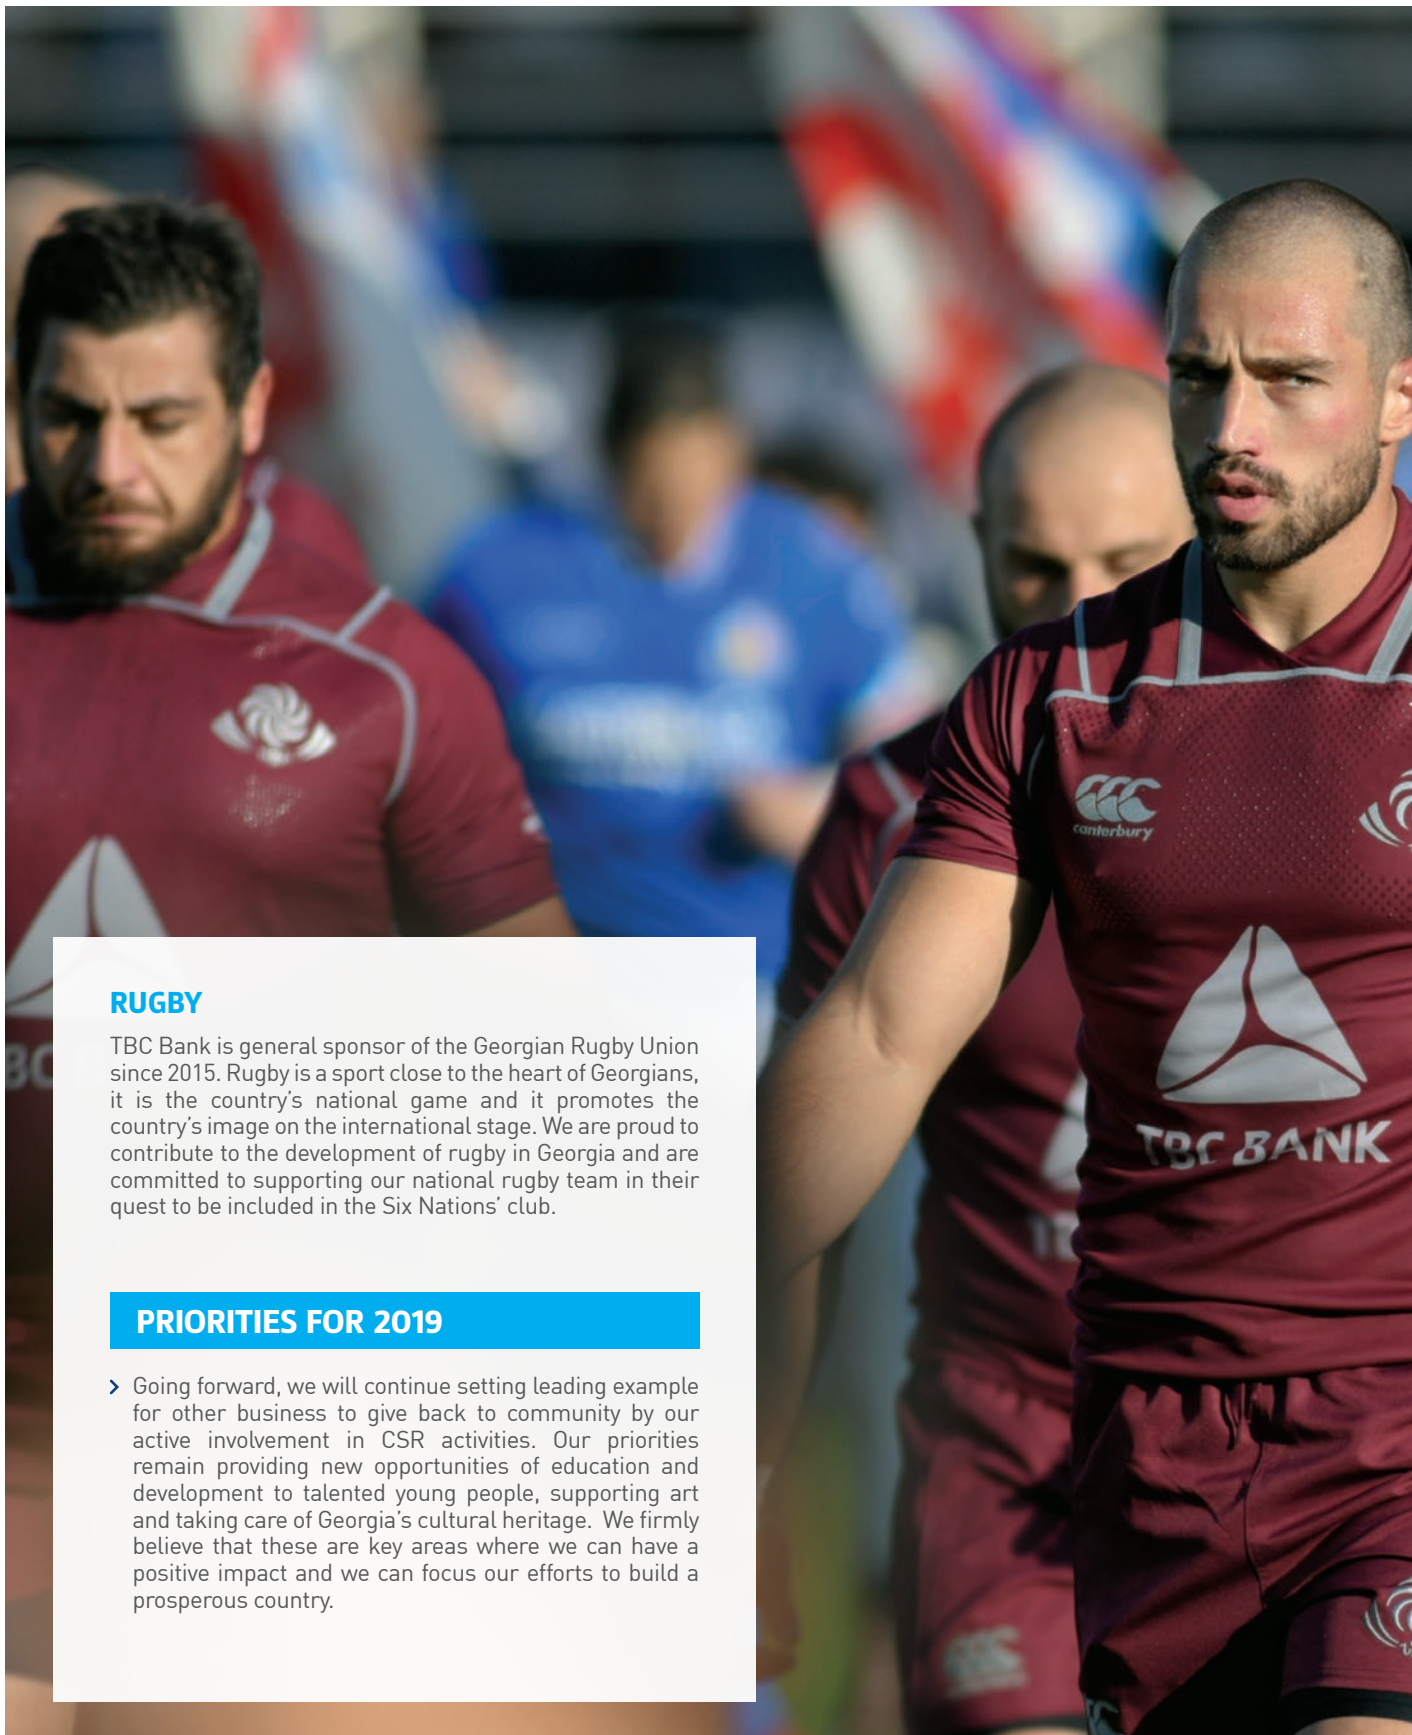 canterbury
TBC BANK
RUGBY
TBC Bank is general sponsor of the Georgian Rugby Union
since 2015. Rugby is a sport close to the heart of Georgians,
it is the country's national game and it promotes the
country's image on the international stage. We are proud to
contribute to the development of rugby in Georgia and are
committed to supporting our national rugby team in their
quest to be included in the Six Nations' club.
PRIORITIES FOR 2019
Going forward, we will continue setting leading example
for other business to give back to community by our
active involvement in CSR activities. Our priorities
remain providing new opportunities of education and
development to talented young people, supporting art
and taking care of Georgia's cultural heritage. We firmly
believe that these are key areas where we can have a
positive impact and we can focus our efforts to build a
prosperous country.